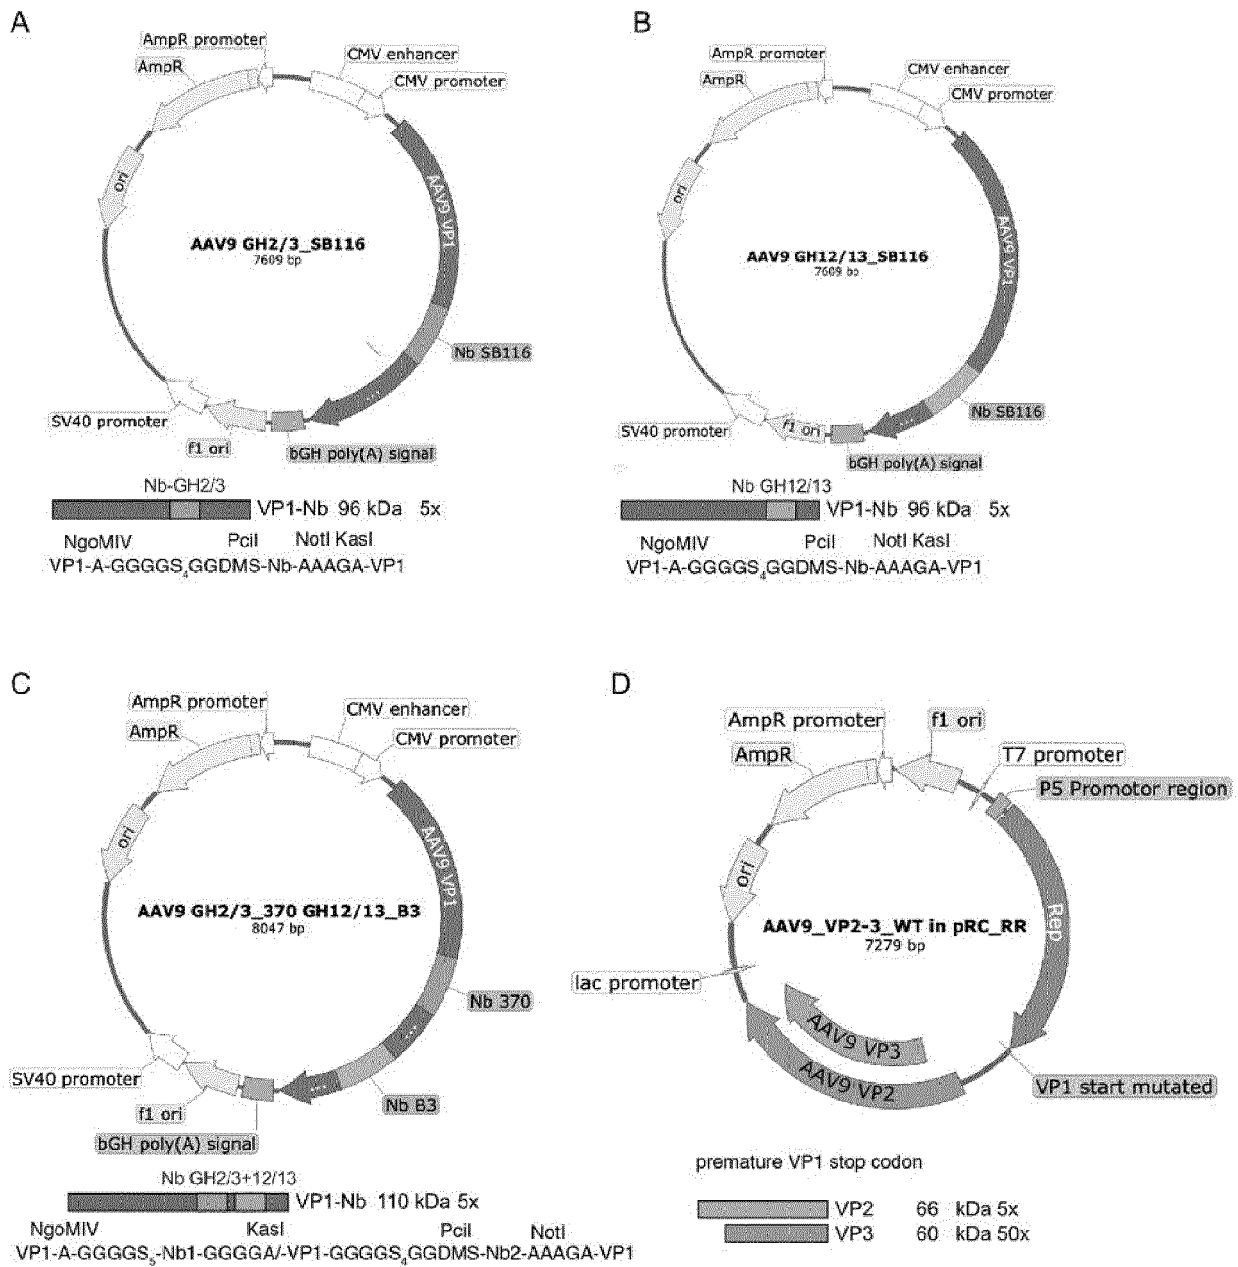 A
AmpR promoter
AmpR
CMV enhancer
CMV promoter
ori
AAV9 VP1
AAV9 GH2/3_SB116
7609 bp
Nb SB116
...
SV40 promoter
f1 ori
bGH poly(A) signal
Nb-GH2/3
VP1-Nb 96 kDa 5x
NgoMIV PciI NotI KasI
VP1-A-GGGGS4GGDMS-Nb-AAAGA-VP1
B
AmpR promoter
AmpR
CMV enhancer
CMV promoter
ori
AAV9 VP1
AAV9 GH12/13_SB116
7609 bp
Nb SB116
...
SV40 promoter
f1 ori
bGH poly(A) signal
Nb GH12/13
VP1-Nb 96 kDa 5x
NgoMIV PciI NotI KasI
VP1-A-GGGGS4GGDMS-Nb-AAAGA-VP1
C
AmpR promoter
AmpR
CMV enhancer
CMV promoter
ori
AAV9 VP1
AAV9 GH2/3_370 GH12/13_B3
8047 bp
Nb 370
...
Nb B3
...
SV40 promoter
f1 ori
bGH poly(A) signal
Nb GH2/3+12/13
VP1-Nb 110 kDa 5x
NgoMIV KasI PciI NotI
VP1-A-GGGGS5-Nb1-GGGGA/-VP1-GGGGS4GGDMS-Nb2-AAAGA-VP1
D
AmpR promoter
f1 ori
AmpR
T7 promoter
P5 Promotor region
ori
Rep
AAV9_VP2-3_WT in pRC_RR
7279 bp
lac promoter
AAV9 VP3
AAV9 VP2
VP1 start mutated
premature VP1 stop codon
VP2 66 kDa 5x
VP3 60 kDa 50x